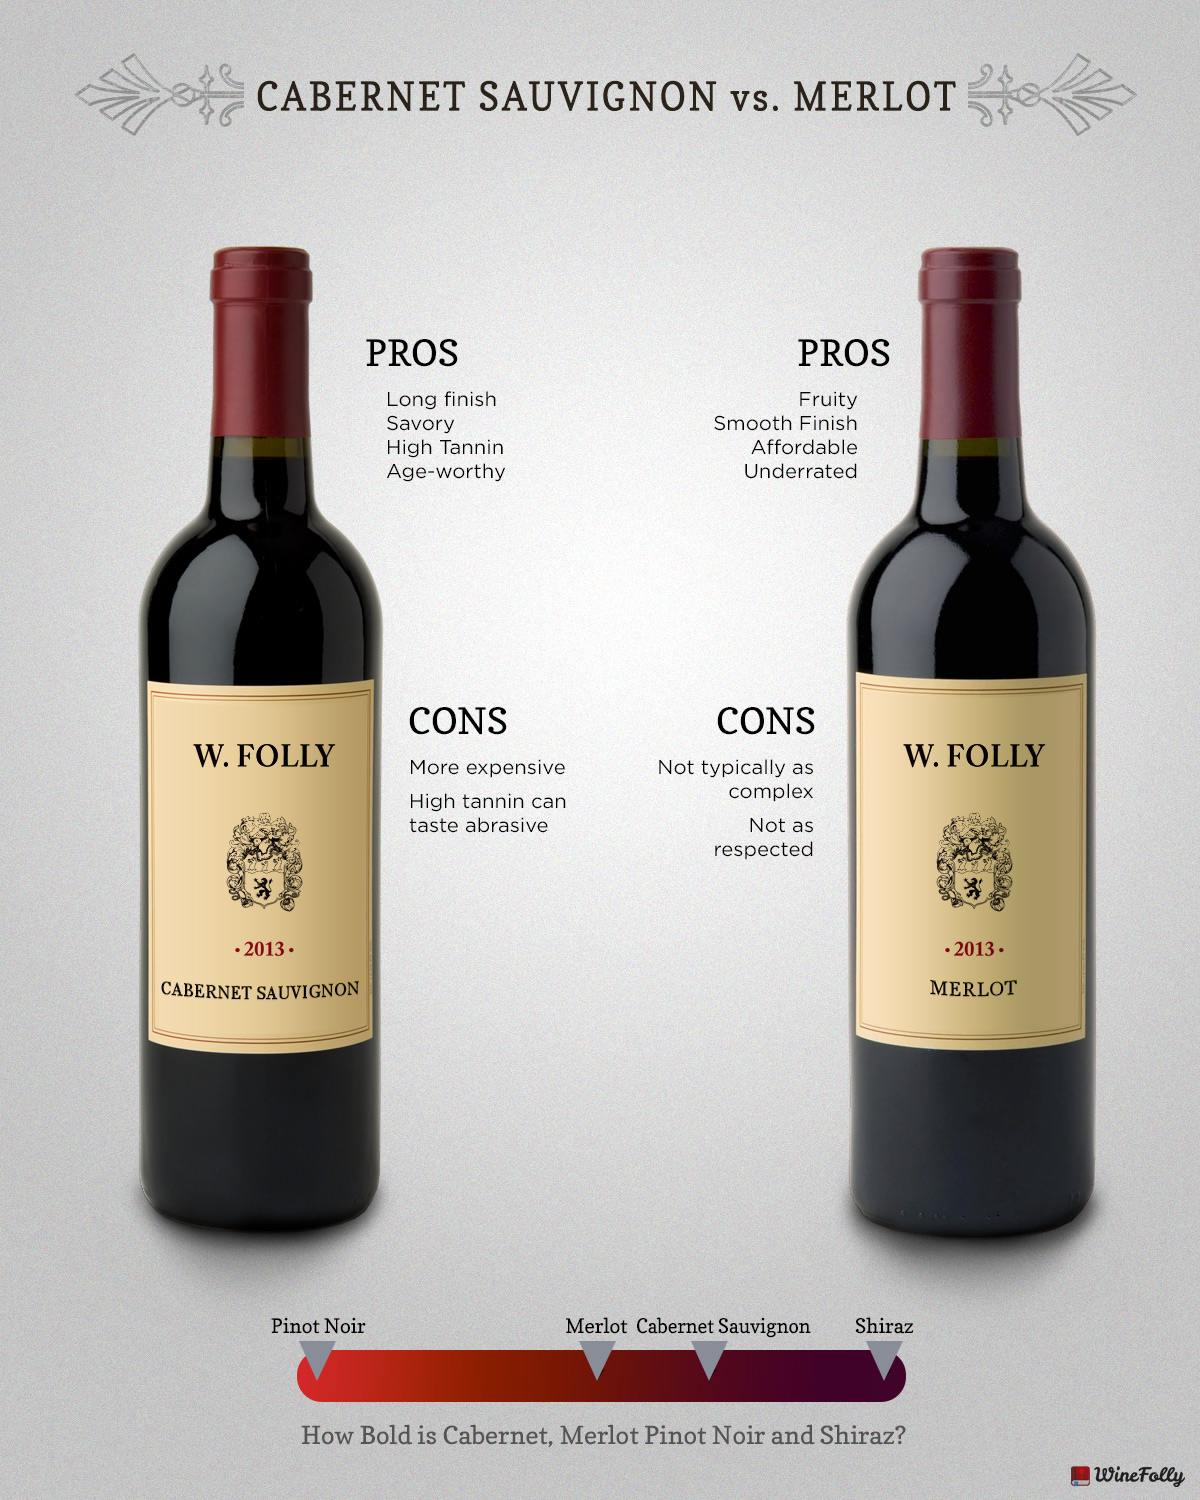 CABERNET SAUVIGNON vs. MERLOT
PROS
Long finish
Savory
High Tannin
Age-worthy
CONS
More expensive
High tannin can
taste abrasive
PROS
Fruity
Smooth Finish
Affordable
Underrated
CONS
Not typically as
complex
Not as
respected
W. FOLLY
• 2013 •
CABERNET SAUVIGNON
W. FOLLY
• 2013 •
MERLOT
Pinot Noir Merlot Cabernet Sauvignon Shiraz
How Bold is Cabernet, Merlot Pinot Noir and Shiraz?
WineFolly